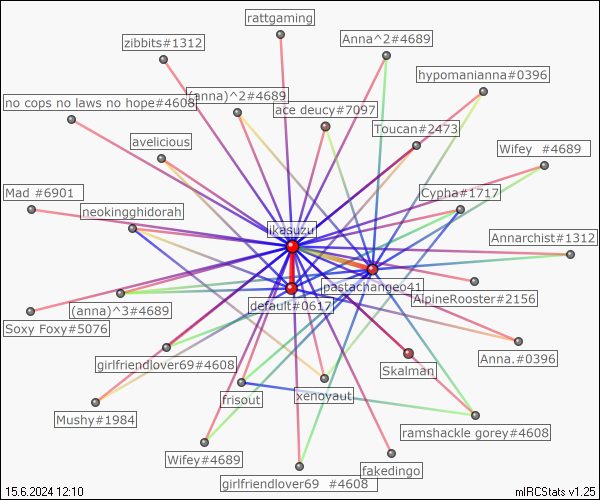 rattgaming
zibbits#1312
Anna^2#4689
hypomanianna#0396
no cops no laws no hope#4608
(anna)^2#4689
ace deucy#7097
Toucan#2473
avelicious
Wifey #4689
Mad #6901
Cypha#1717
neokingghidorah
ikasuzu
Annarchist#1312
pastachangeo41
AlpineRooster#2156
default#0617
(anna)^3#4689
Soxy Foxy#5076
Anna.#0396
girlfriendlover69#4608
Skalman
frisout
xenoyaut
Mushy#1984
ramshackle gorey#4608
Wifey#4689
fakedingo
girlfriendlover69 #4608
15.6.2024 12:10
mIRCStats v1.25